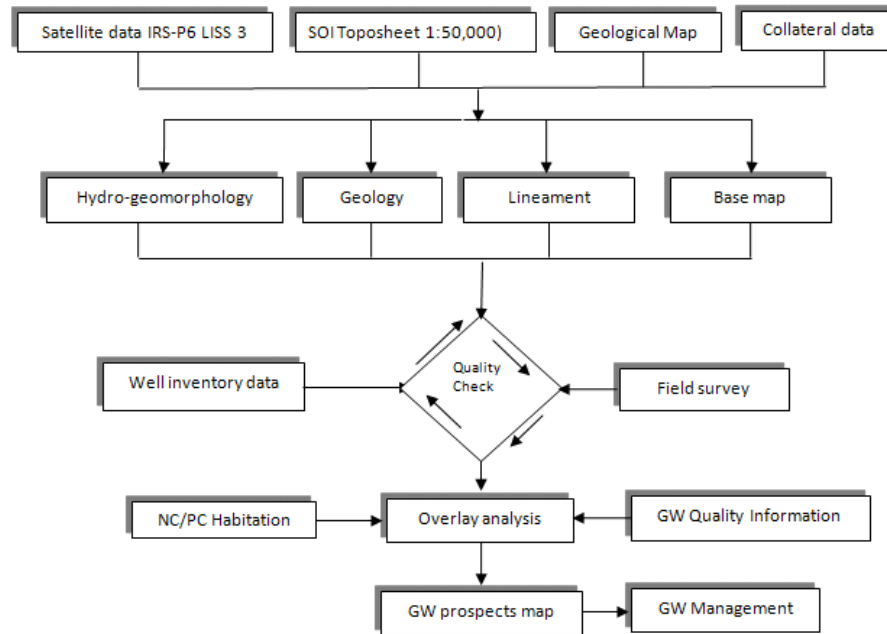 Satellite data IRS-P6 LISS 3
SOI Toposheet 1:50,000)
Geological Map
Collateral data
Hydro-geomorphology
Geology
Lineament
Base map
Quality
Check
Well inventory data
Field survey
NC/PC Habitation
Overlay analysis
GW Quality Information
GW prospects map
GW Management